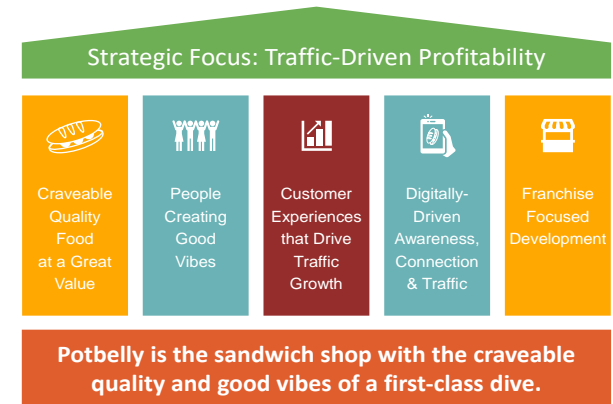 Strategic Focus: Traffic-Driven Profitability
Craveable
Quality
Food
at a Great
Value
People
Creating
Good
Vibes
Customer
Experiences
that Drive
Traffic
Growth
Digitally-
Driven
Awareness,
Connection
& Traffic
Franchise
Focused
Development
Potbelly is the sandwich shop with the craveable
quality and good vibes of a first-class dive.